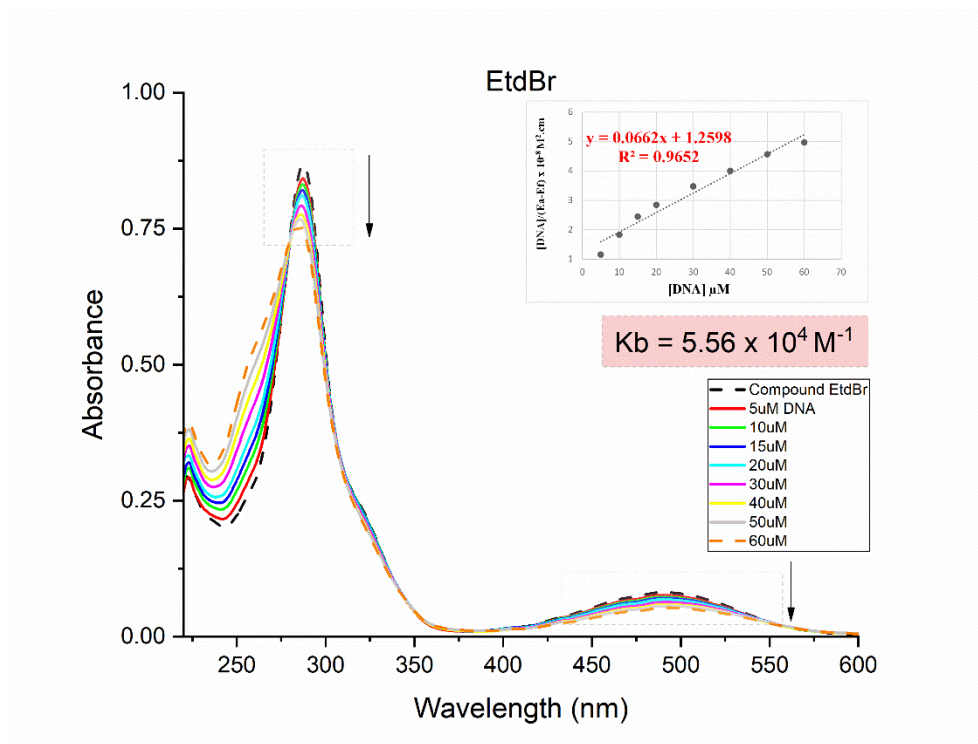 EtdBr
1.00
0.75
0.50
0.25
0.00
Absorbance
250 300 350 400 450 500 550 600
Wavelength (nm)
6
5
4
3
2
1
[DNA]/(Ea-Ef) x 10⁻⁸ M².cm
y = 0.0662x + 1.2598
R² = 0.9652
0 10 20 30 40 50 60 70
[DNA] µM
Kb = 5.56 x 10⁴ M⁻¹
Compound EtdBr
5uM DNA
10uM
15uM
20uM
30uM
40uM
50uM
60uM